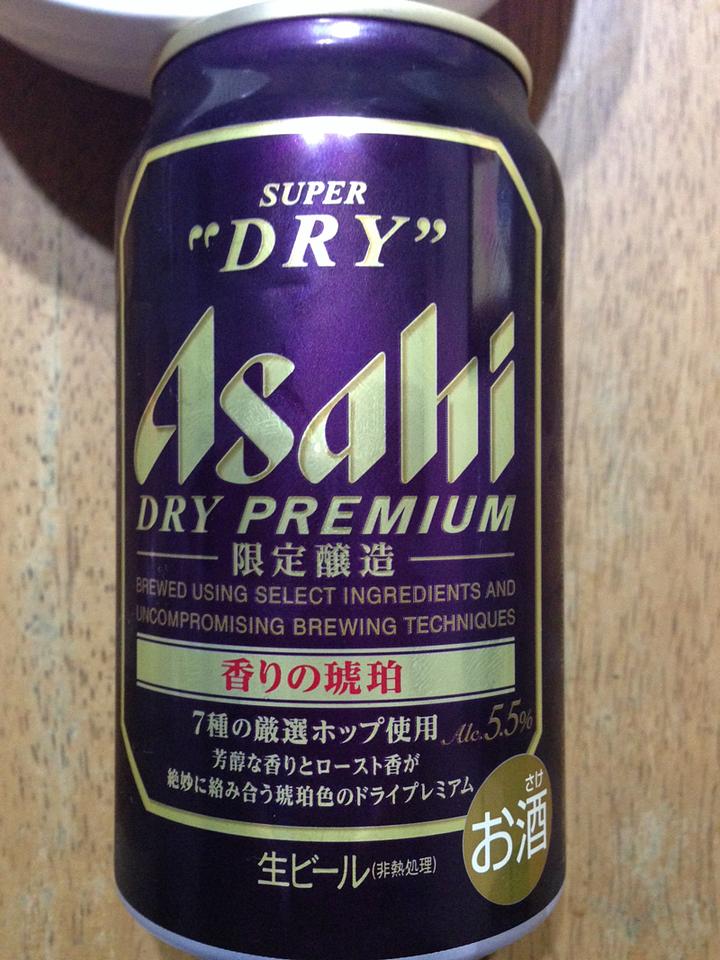 SUPER
"DRY"
Asahi
DRY PREMIUM
限定醸造
BREWED USING SELECT INGREDIENTS AND
UNCOMPROMISING BREWING TECHNIQUES
香りの琥珀
7種の厳選ホップ使用 Alc.5.5%
芳醇な香りとロースト香が
絶妙に絡み合う琥珀色のドライプレミアム
さけ
お酒
生ビール(非熱処理)